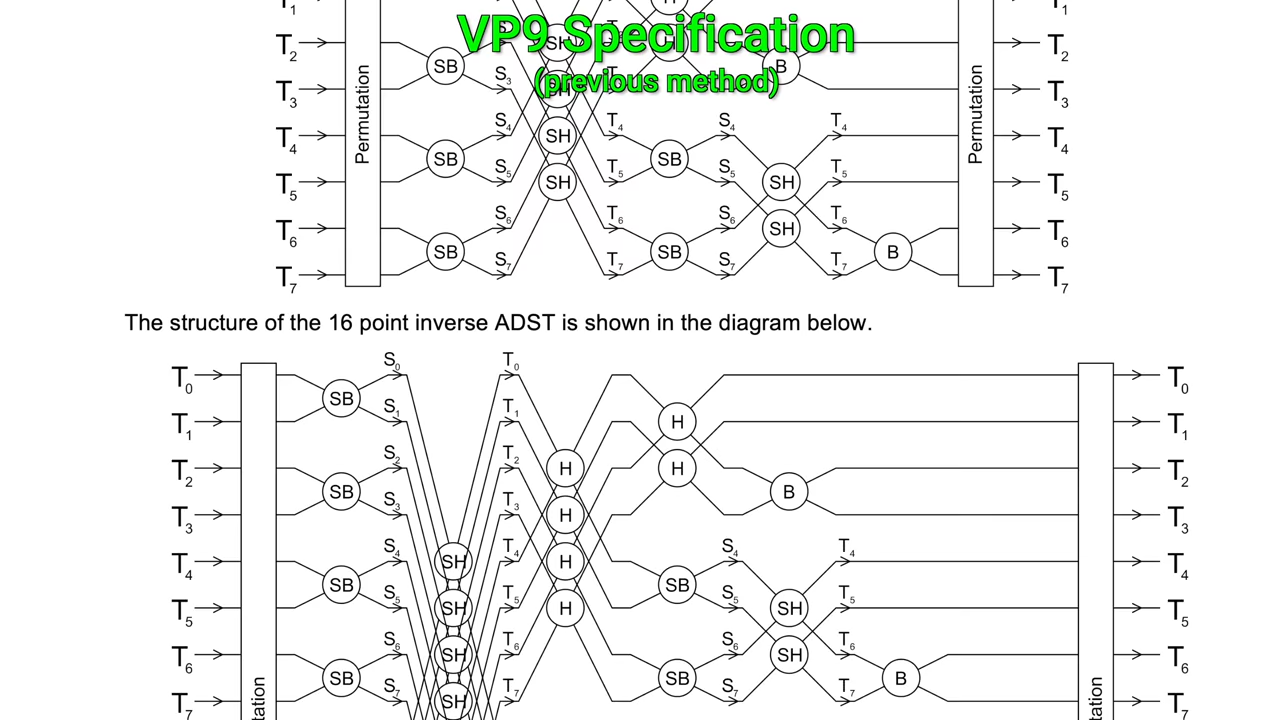 T1 T1
VP9 Specification
(previous method)
T2 SB SH H T2
T3 S3 SH B T3
Permutation Permutation
T4 S4 SH T4 S4 T4 T4
SB SB
T5 S5 SH T5 S5 SH T5 T5
T6 S6 T6 S6 SH T6 T6
SB SB B
T7 S7 T7 S7 T7 T7
The structure of the 16 point inverse ADST is shown in the diagram below.
T0 S0 T0 T0
SB
T1 S1 T1 H T1
T2 S2 T2 H H T2
SB B
T3 S3 T3 H T3
T4 S4 SH T4 H S4 T4 T4
SB SB
T5 S5 SH T5 H S5 SH T5 T5
T6 S6 SH T6 S6 SH T6 T6
SB SB B
T7 S7 SH T7 S7 T7 T7
tation tation